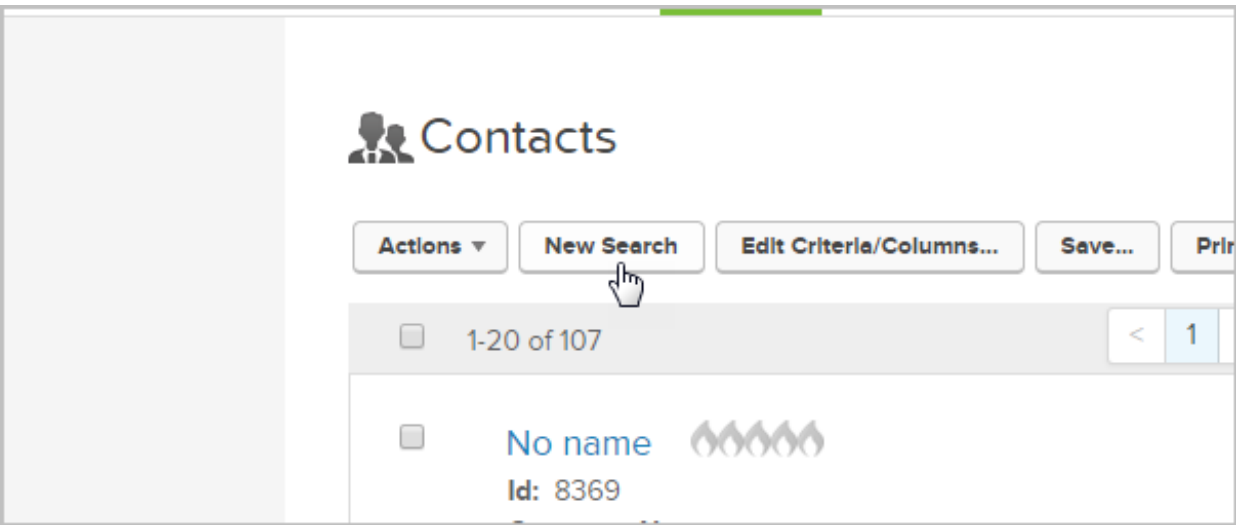 Contacts
Actions ▼ New Search Edit Criteria/Columns... Save...
1-20 of 107 < 1
No name
Id: 8369